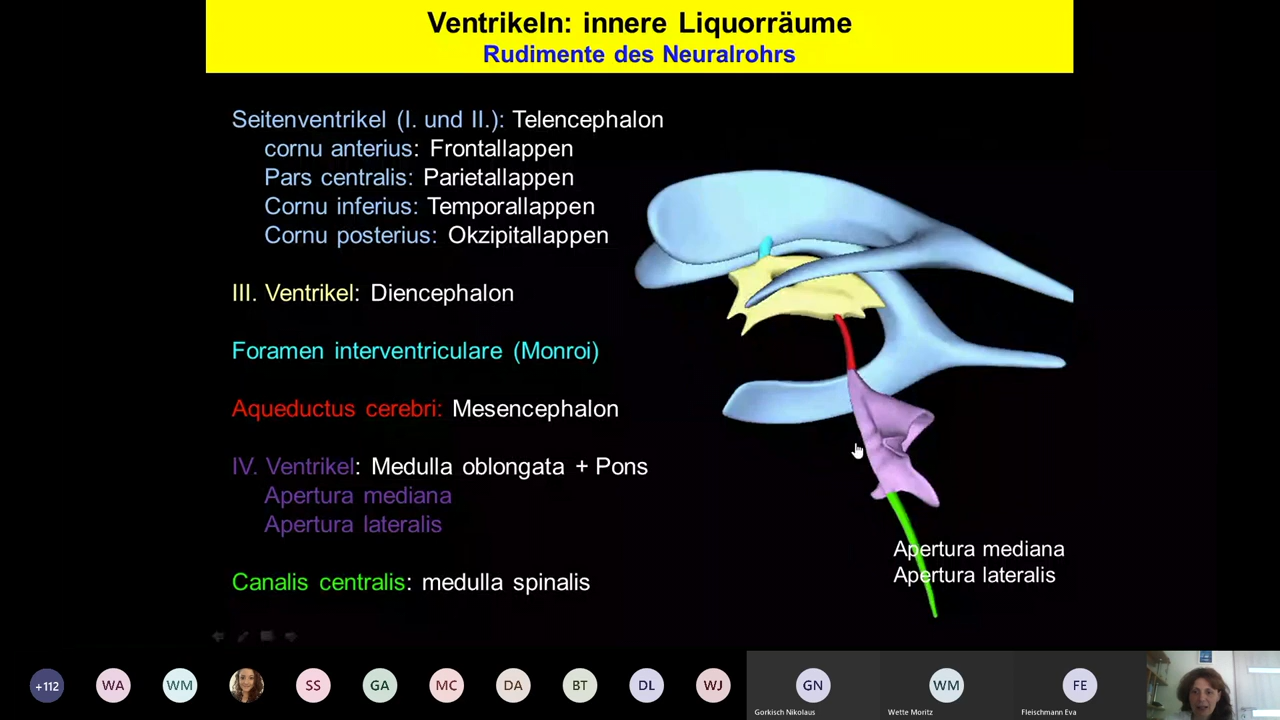 Ventrikeln: innere Liquorräume
Rudimente des Neuralrohrs
Seitenventrikel (I. und II.): Telencephalon
cornu anterius: Frontallappen
Pars centralis: Parietallappen
Cornu inferius: Temporallappen
Cornu posterius: Okzipitallappen
III. Ventrikel: Diencephalon
Foramen interventriculare (Monroi)
Aqueductus cerebri: Mesencephalon
IV. Ventrikel: Medulla oblongata + Pons
Apertura mediana
Apertura lateralis
Canalis centralis: medulla spinalis
Apertura mediana
Apertura lateralis
+112 WA WM SS GA MC DA BT DL WJ GN WM FE
Gorkisch Nikolaus Wette Moritz Fleischmann Eva